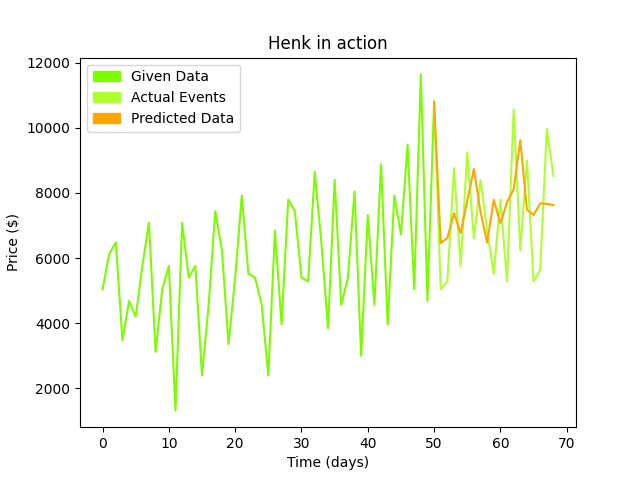 Henk in action
12000
10000
8000
6000
4000
2000
Price ($)
Given Data
Actual Events
Predicted Data
0 10 20 30 40 50 60 70
Time (days)